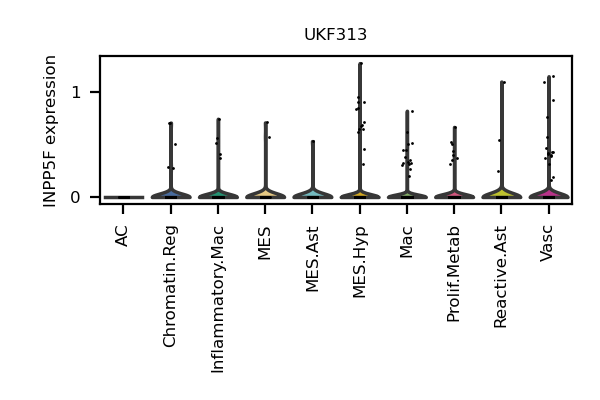 UKF313
INPP5F expression
1
0
AC
Chromatin.Reg
Inflammatory.Mac
MES
MES.Ast
MES.Hyp
Mac
Prolif.Metab
Reactive.Ast
Vasc